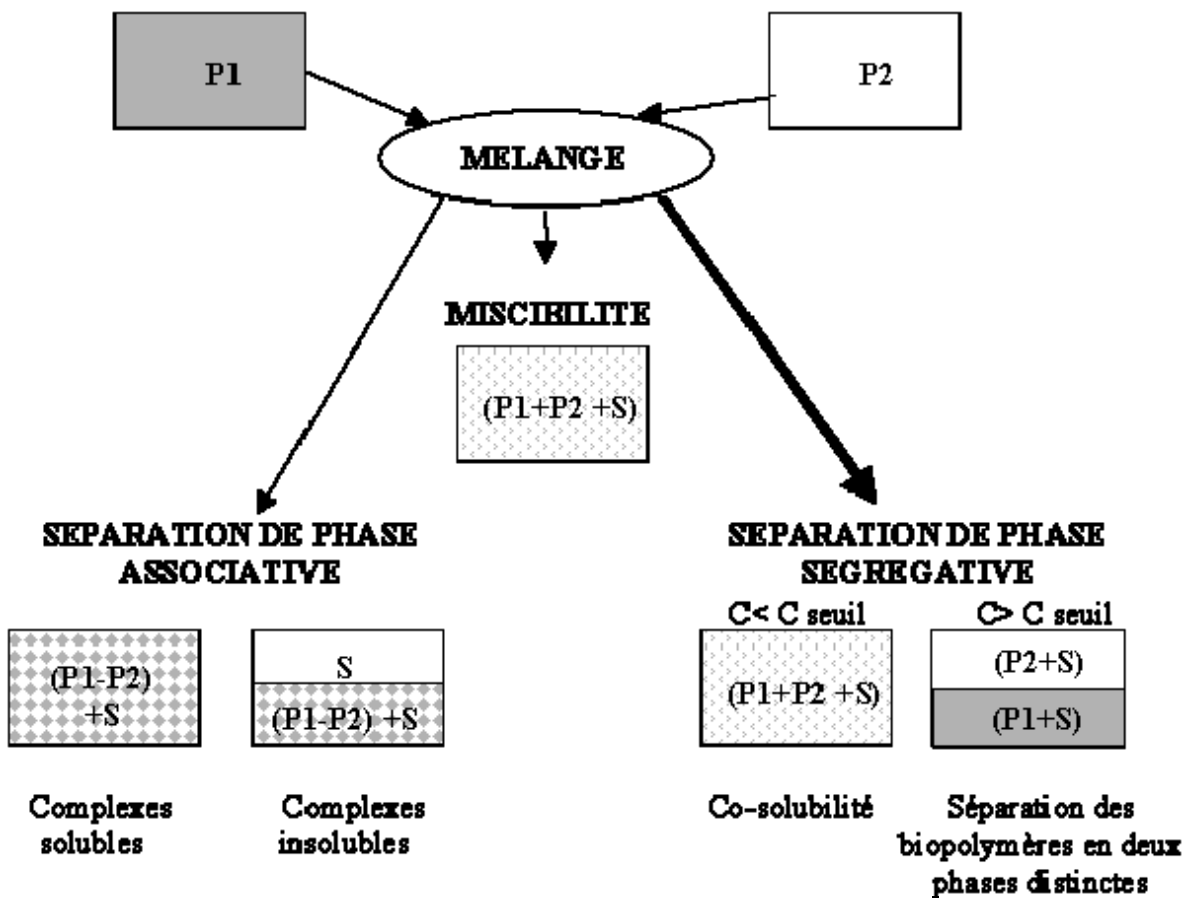 P1
P2
MELANGE
MISCIBILITE
(P1+P2 +S)
SEPARATION DE PHASE
ASSOCIATIVE
(P1-P2)
+S
S
(P1-P2) +S
Complexes
solubles
Complexes
insolubles
SEPARATION DE PHASE
SEGREGATIVE
C< C seuil
C> C seuil
(P1+P2 +S)
(P2+S)
(P1+S)
Co-solubilité
Séparation des
biopolymères en deux
phases distinctes